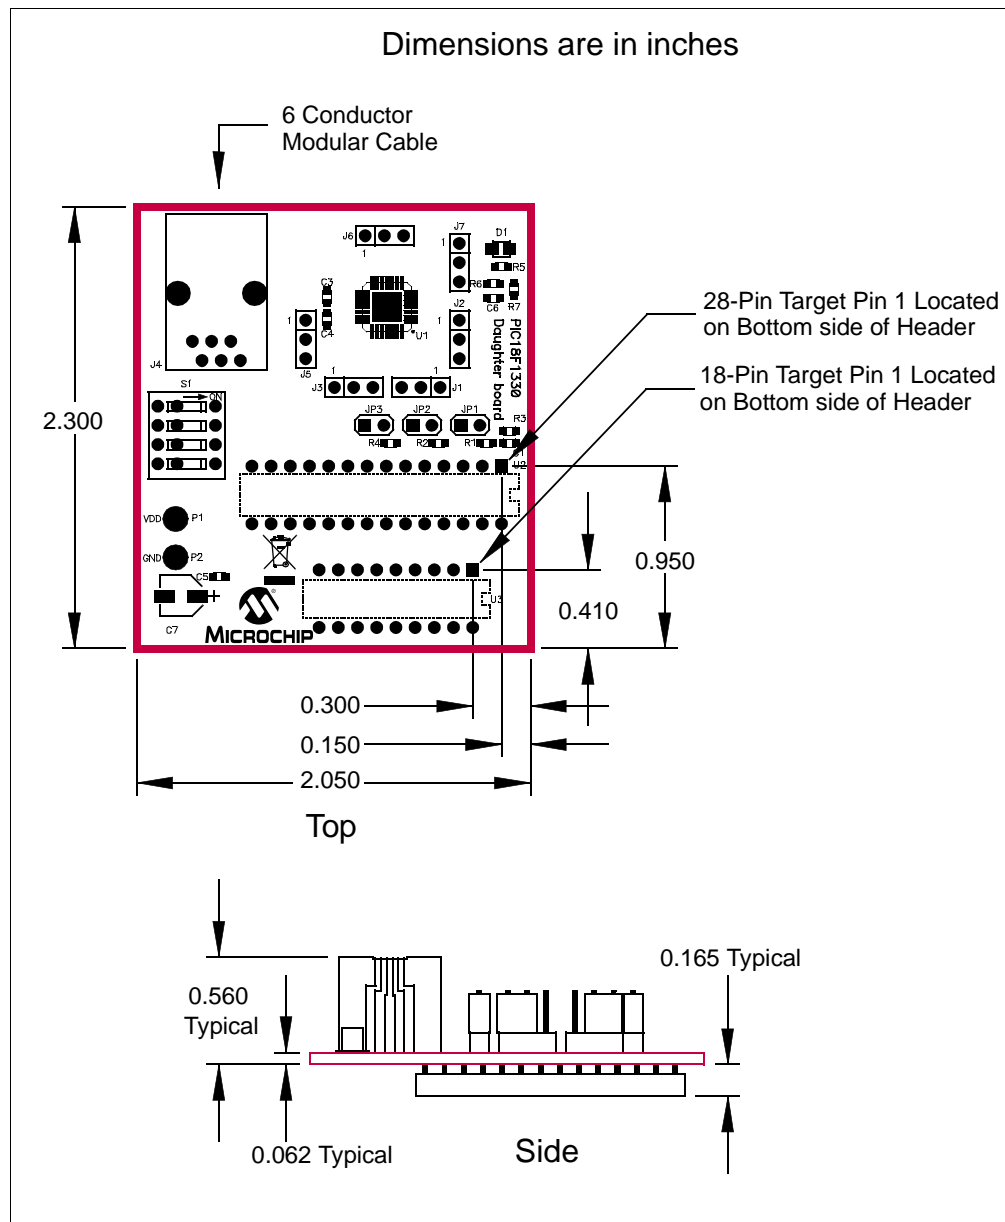 Dimensions are in inches
6 Conductor
Modular Cable
J6
1
J7
1
D1
R5
R6
C6
R7
C3
C4
U1
1
J5
J2
1
PIC18F1330
Daughter board
28-Pin Target Pin 1 Located
on Bottom side of Header
18-Pin Target Pin 1 Located
on Bottom side of Header
J4
J3
1
1
J1
S1
ON
2.300
JP3
JP2
JP1
R3
R4
R2
R1
C1
U2
VDD
P1
GND
P2
C5
+
C7
MICROCHIP
U3
0.950
0.410
0.300
0.150
2.050
Top
0.165 Typical
0.560
Typical
0.062 Typical
Side